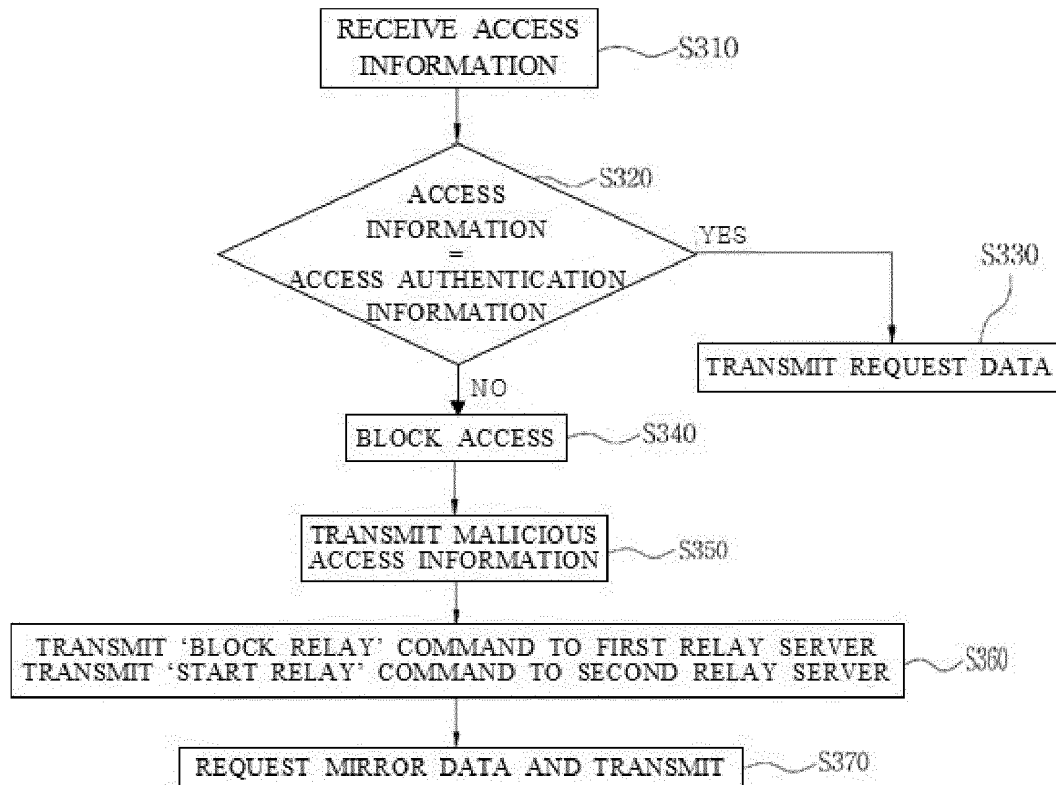 RECEIVE ACCESS
INFORMATION
S310
S320
ACCESS
INFORMATION
=
ACCESS AUTHENTICATION
INFORMATION
YES
S330
TRANSMIT REQUEST DATA
NO
BLOCK ACCESS
S340
TRANSMIT MALICIOUS
ACCESS INFORMATION
S350
TRANSMIT ‘BLOCK RELAY’ COMMAND TO FIRST RELAY SERVER
TRANSMIT ‘START RELAY’ COMMAND TO SECOND RELAY SERVER
S360
REQUEST MIRROR DATA AND TRANSMIT
S370